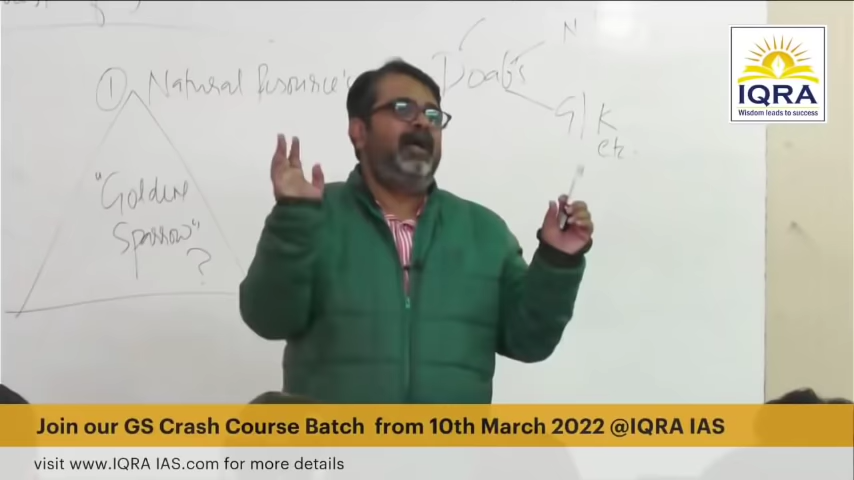 ① Natural Resource's
Doab's
N
G/K
etc.
"Golden
Sparrow"
?
IQRA
Wisdom leads to success
Join our GS Crash Course Batch from 10th March 2022 @IQRA IAS
visit www.IQRA IAS.com for more details